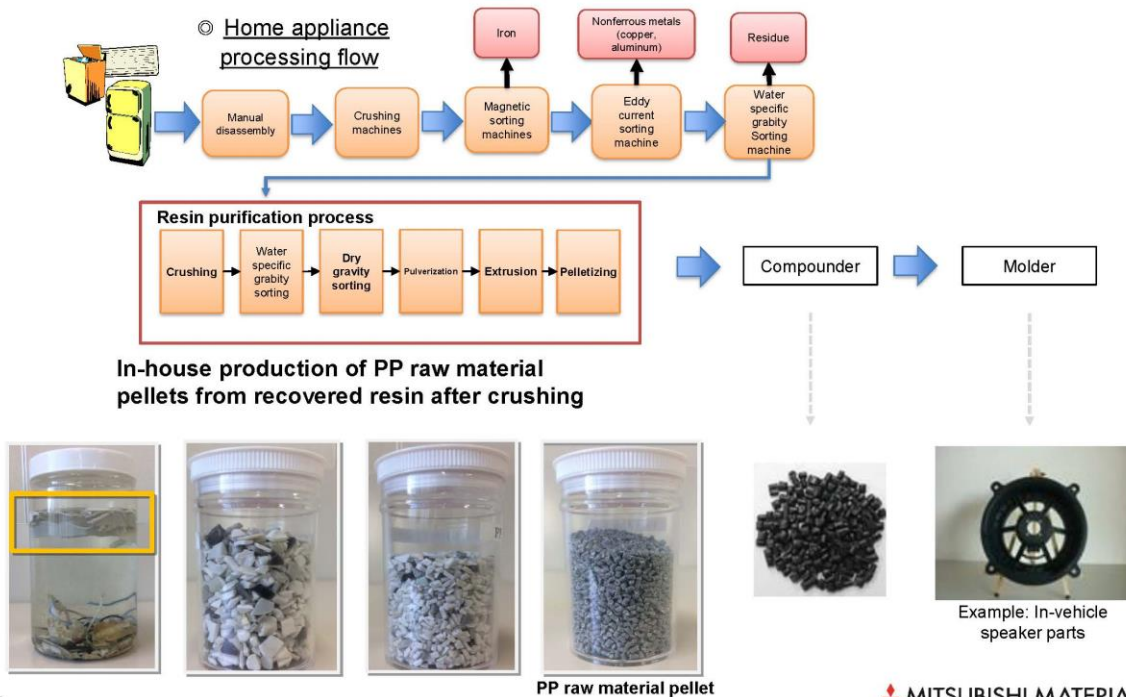 ◎ Home appliance
processing flow
Iron
Nonferrous metals
(copper,
aluminum)
Residue
Manual
disassembly
Crushing
machines
Magnetic
sorting
machines
Eddy
current
sorting
machine
Water
specific
grabity
Sorting
machine
Resin purification process
Crushing
Water
specific
grabity
sorting
Dry
gravity
sorting
Pulverization
Extrusion
Pelletizing
Compounder
Molder
In-house production of PP raw material
pellets from recovered resin after crushing
Example: In-vehicle
speaker parts
PP raw material pellet
MITSUBISHI MATERIA